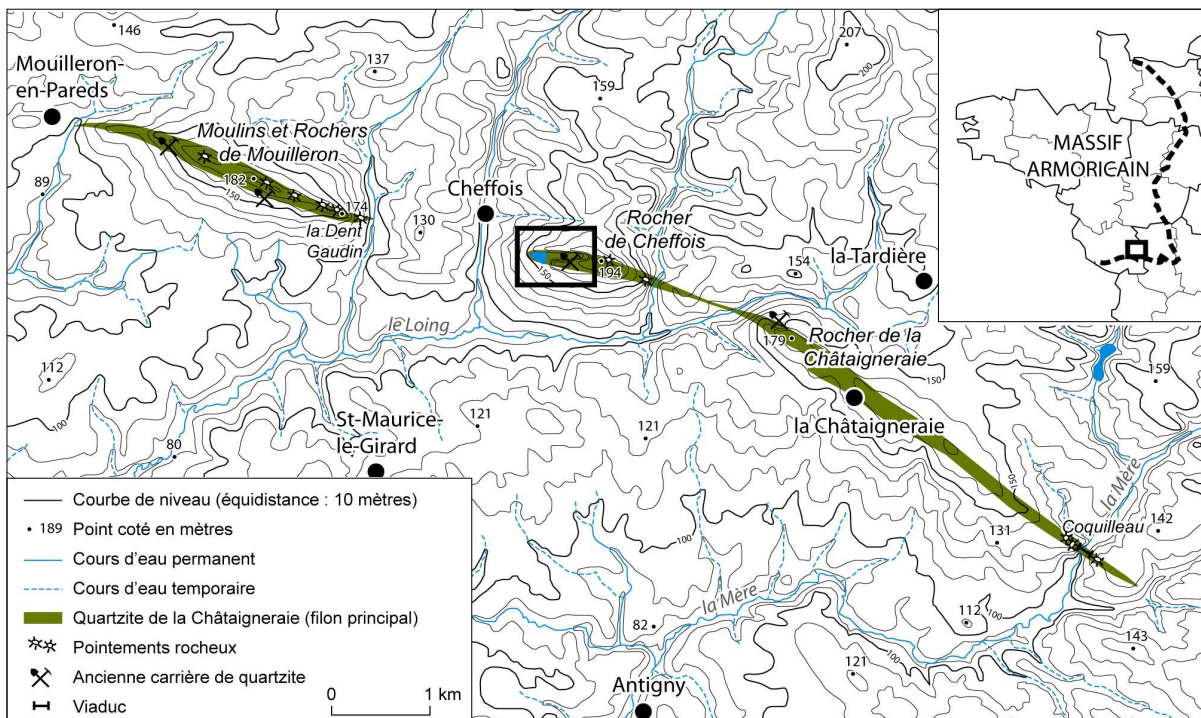 146
137
207
200
159
Mouilleron-
en-Pareds
Moulins et Rochers
de Mouilleron
182
150
174
la Dent
Gaudin
89
130
Cheffois
Rocher
de Cheffois
150
194
154
la Tardière
MASSIF
ARMORICAIN
le Loing
179
Rocher de la
Châtaigneraie
150
159
112
100
80
St-Maurice-
le-Girard
121
121
la Châtaigneraie
150
la Mère
131
Coquilleau
142
100
la Mère
82
112
100
143
100
121
Antigny
Courbe de niveau (équidistance : 10 mètres)
189 Point coté en mètres
Cours d'eau permanent
Cours d'eau temporaire
Quartzite de la Châtaigneraie (filon principal)
Pointements rocheux
Ancienne carrière de quartzite
Viaduc
0 1 km